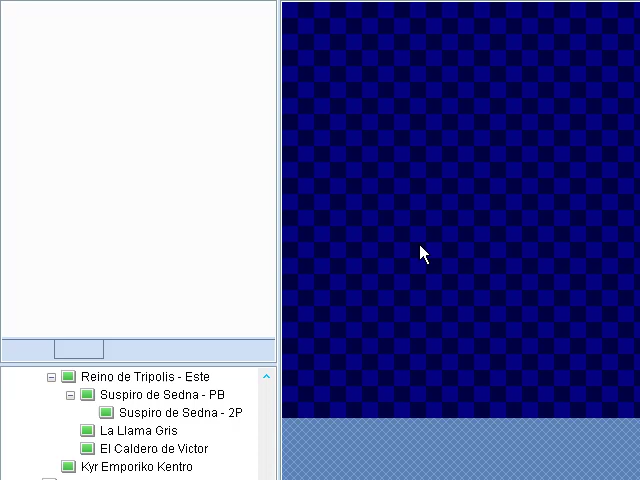 Reino de Tripolis - Este
Suspiro de Sedna - PB
Suspiro de Sedna - 2P
La Llama Gris
El Caldero de Victor
Kyr Emporiko Kentro